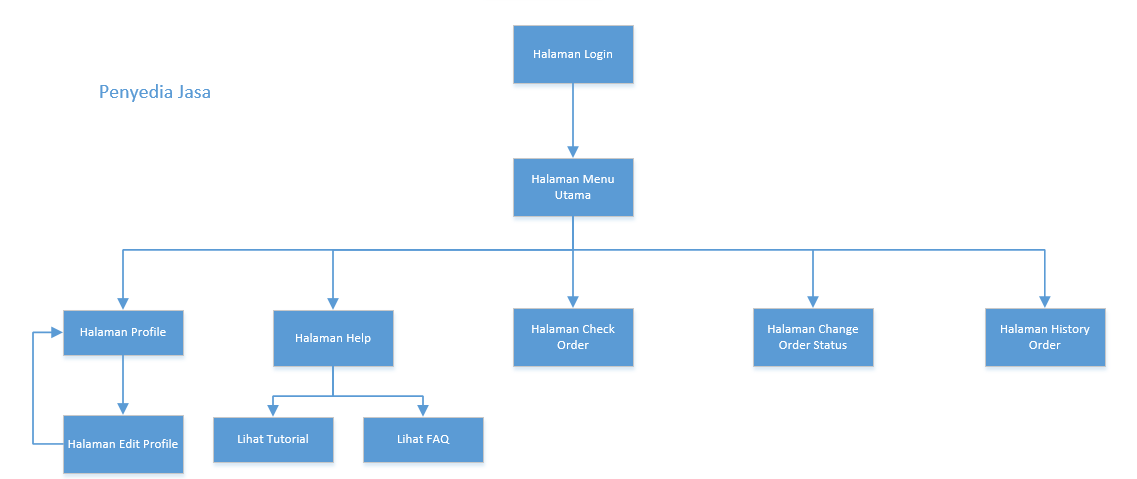 Halaman Login
Penyedia Jasa
Halaman Menu
Utama
Halaman Profile
Halaman Help
Halaman Check
Order
Halaman Change
Order Status
Halaman History
Order
Halaman Edit Profile
Lihat Tutorial
Lihat FAQ